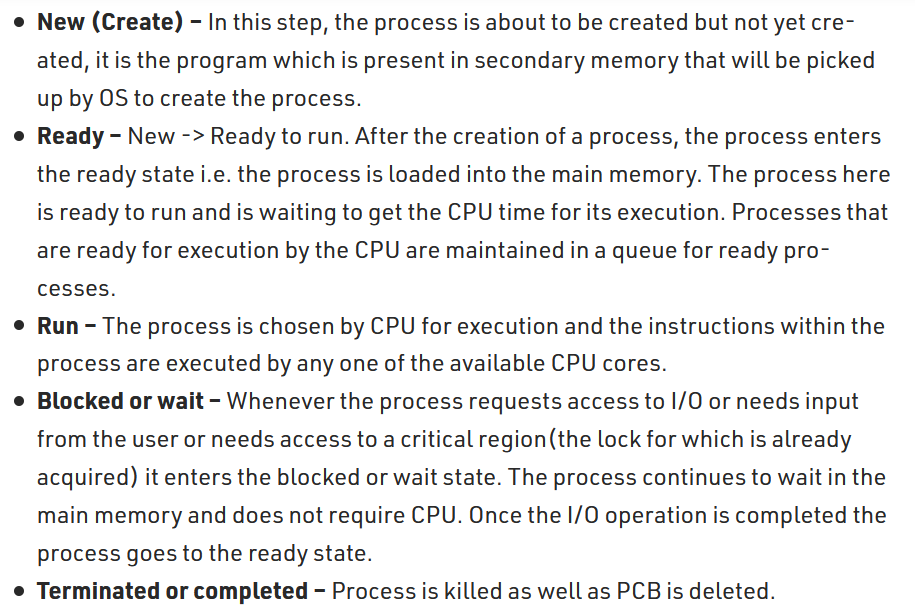 • New (Create) – In this step, the process is about to be created but not yet cre-
ated, it is the program which is present in secondary memory that will be picked
up by OS to create the process.
• Ready – New -> Ready to run. After the creation of a process, the process enters
the ready state i.e. the process is loaded into the main memory. The process here
is ready to run and is waiting to get the CPU time for its execution. Processes that
are ready for execution by the CPU are maintained in a queue for ready pro-
cesses.
• Run – The process is chosen by CPU for execution and the instructions within the
process are executed by any one of the available CPU cores.
• Blocked or wait – Whenever the process requests access to I/O or needs input
from the user or needs access to a critical region(the lock for which is already
acquired) it enters the blocked or wait state. The process continues to wait in the
main memory and does not require CPU. Once the I/O operation is completed the
process goes to the ready state.
• Terminated or completed – Process is killed as well as PCB is deleted.